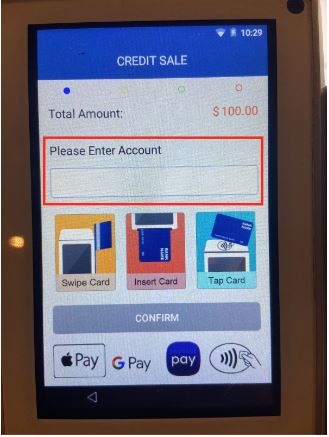 10:29
CREDIT SALE
Total Amount: $100.00
Please Enter Account
Swipe Card Insert Card Tap Card
CONFIRM
Pay G Pay pay